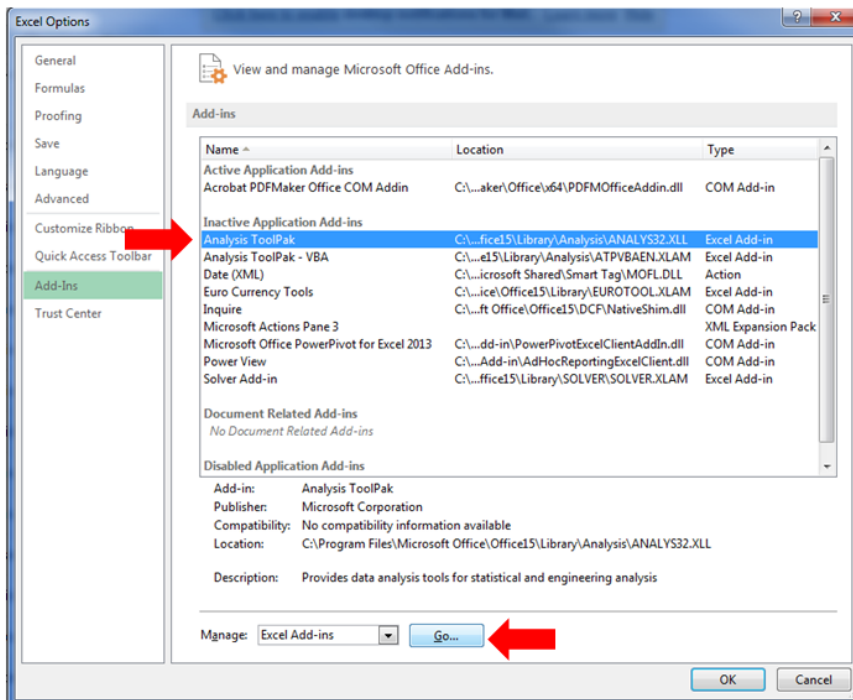 Excel Options
General
Formulas
Proofing
Save
Language
Advanced
Customize Ribbon
Quick Access Toolbar
Add-Ins
Trust Center
View and manage Microsoft Office Add-ins.
Add-ins
Name Location Type
Active Application Add-ins
Acrobat PDFMaker Office COM Addin C:\...aker\Office\x64\PDFMOfficeAddin.dll COM Add-in
Inactive Application Add-ins
Analysis ToolPak C:\...fice15\Library\Analysis\ANALYS32.XLL Excel Add-in
Analysis ToolPak - VBA C:\...e15\Library\Analysis\ATPVBAEN.XLAM Excel Add-in
Date (XML) C:\...icrosoft Shared\Smart Tag\MOFL.DLL Action
Euro Currency Tools C:\...ice\Office15\Library\EUROTOOL.XLAM Excel Add-in
Inquire C:\...ft Office\Office15\DCF\NativeShim.dll COM Add-in
Microsoft Actions Pane 3 XML Expansion Pack
Microsoft Office PowerPivot for Excel 2013 C:\...dd-in\PowerPivotExcelClientAddIn.dll COM Add-in
Power View C:\...Add-in\AdHocReportingExcelClient.dll COM Add-in
Solver Add-in C:\...ffice15\Library\SOLVER\SOLVER.XLAM Excel Add-in
Document Related Add-ins
No Document Related Add-ins
Disabled Application Add-ins
Add-in: Analysis ToolPak
Publisher: Microsoft Corporation
Compatibility: No compatibility information available
Location: C:\Program Files\Microsoft Office\Office15\Library\Analysis\ANALYS32.XLL
Description: Provides data analysis tools for statistical and engineering analysis
Manage: Excel Add-ins Go...
OK Cancel